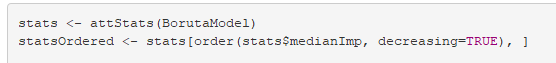 stats <- attStats(BorutaModel)
statsOrdered <- stats[order(stats$medianImp, decreasing=TRUE), ]